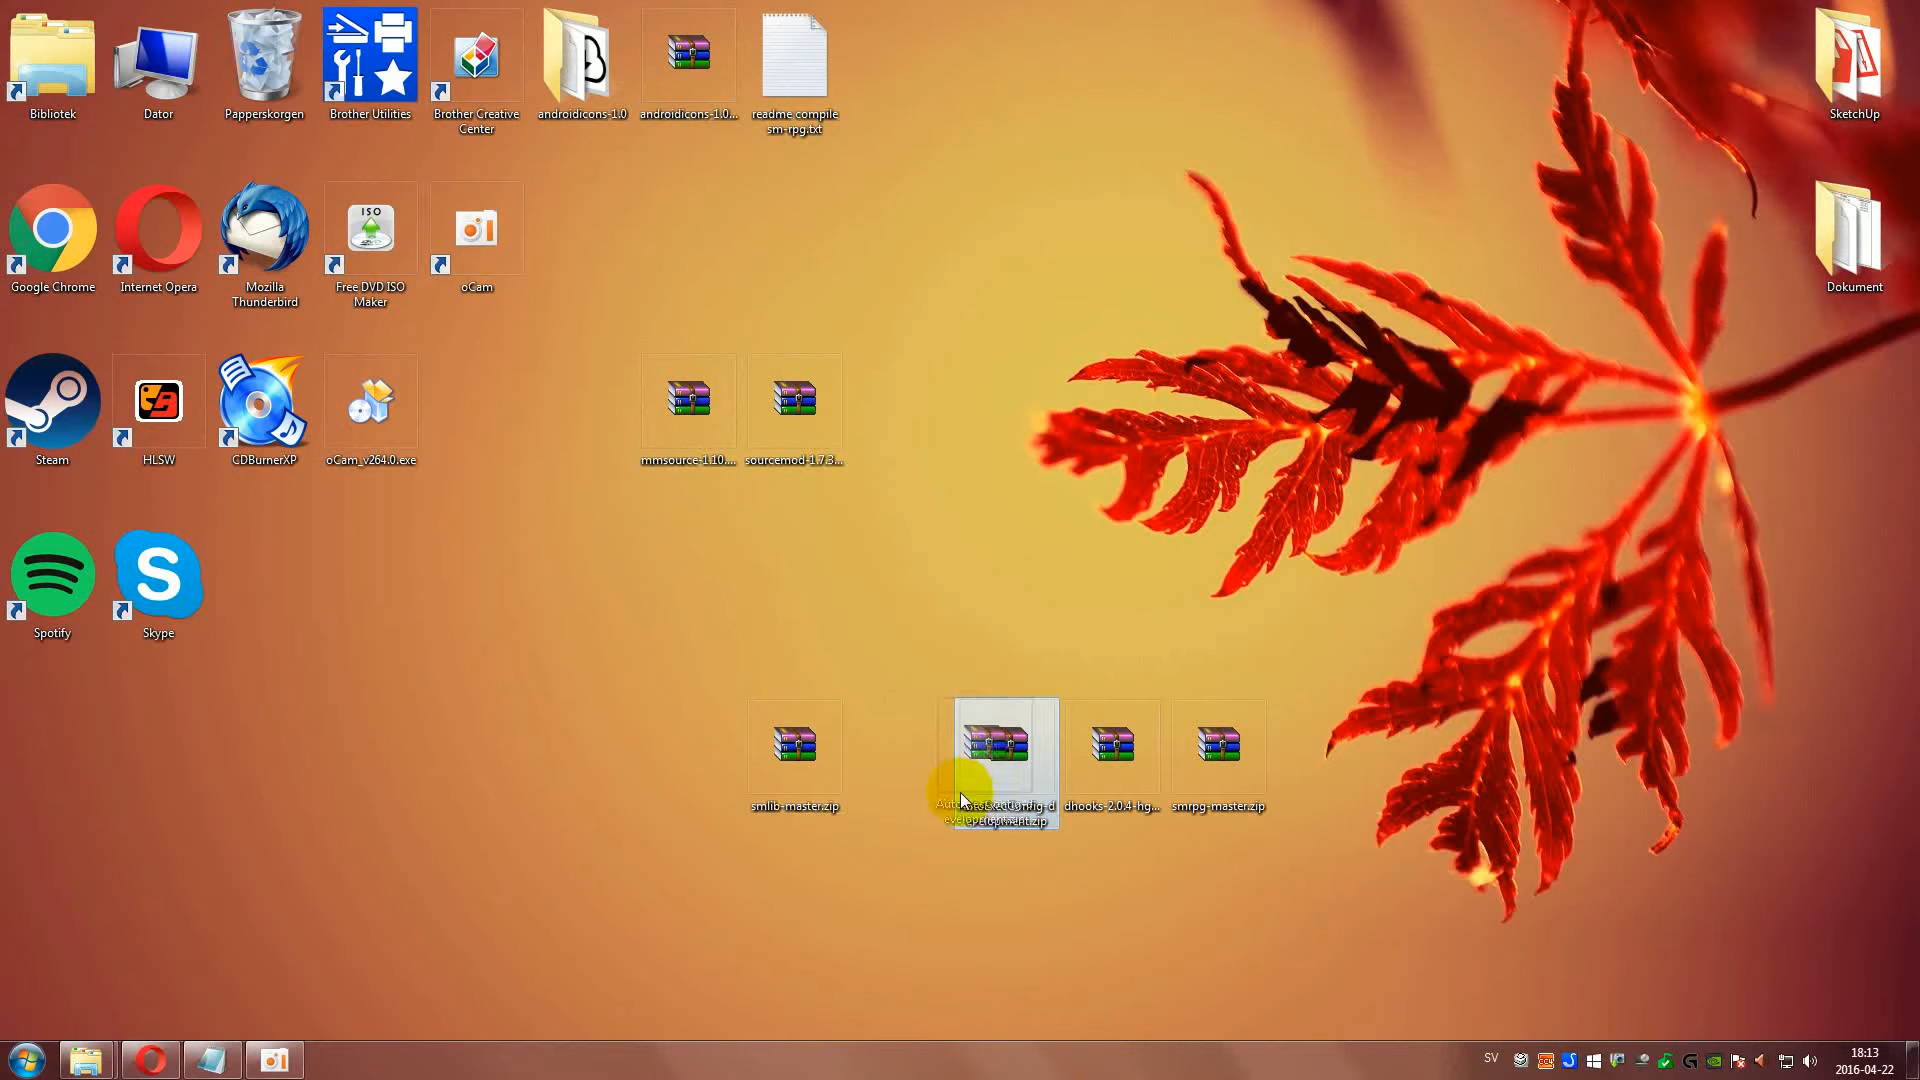 Bibliotek
Dator
Papperskorgen
Brother Utilities
Brother Creative
Center
androidicons-1.0
androidicons-1.0...
readme compile
sm-rpg.txt
SketchUp
Google Chrome
Internet Opera
Mozilla
Thunderbird
ISO
Free DVD ISO
Maker
oCam
Dokument
Steam
HLSW
CDBurnerXP
oCam_v264.0.exe
mmsource-1.10....
sourcemod-1.7.3...
Spotify
S
Skype
smlib-master.zip
dhooks-2.0.4-hg...
smrpg-master.zip
SV
18:13
2016-04-22